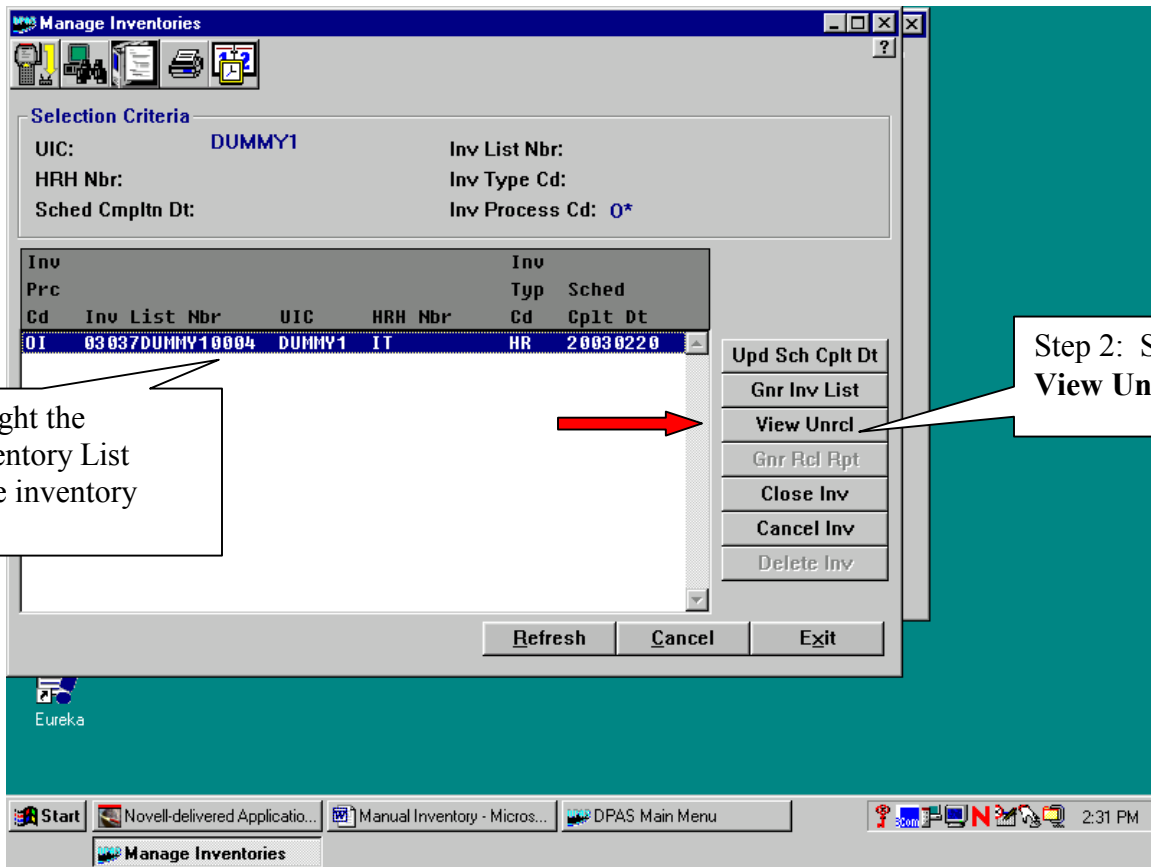 Manage Inventories
?
Selection Criteria
UIC: DUMMY1 Inv List Nbr:
HRH Nbr: Inv Type Cd:
Sched Cmpltn Dt: Inv Process Cd: O*
Inv Inv
Prc Typ Sched
Cd Inv List Nbr UIC HRH Nbr Cd Cplt Dt
OI 03037DUMMY10004 DUMMY1 IT HR 20030220
Upd Sch Cplt Dt
Gnr Inv List
View Unrcl
Gnr Rcl Rpt
Close Inv
Cancel Inv
Delete Inv
ght the
entory List
e inventory
Step 2: S
View Un
Refresh Cancel Exit
Eureka
Start Novell-delivered Applicatio... Manual Inventory - Micros... DPAS Main Menu 2:31 PM
Manage Inventories